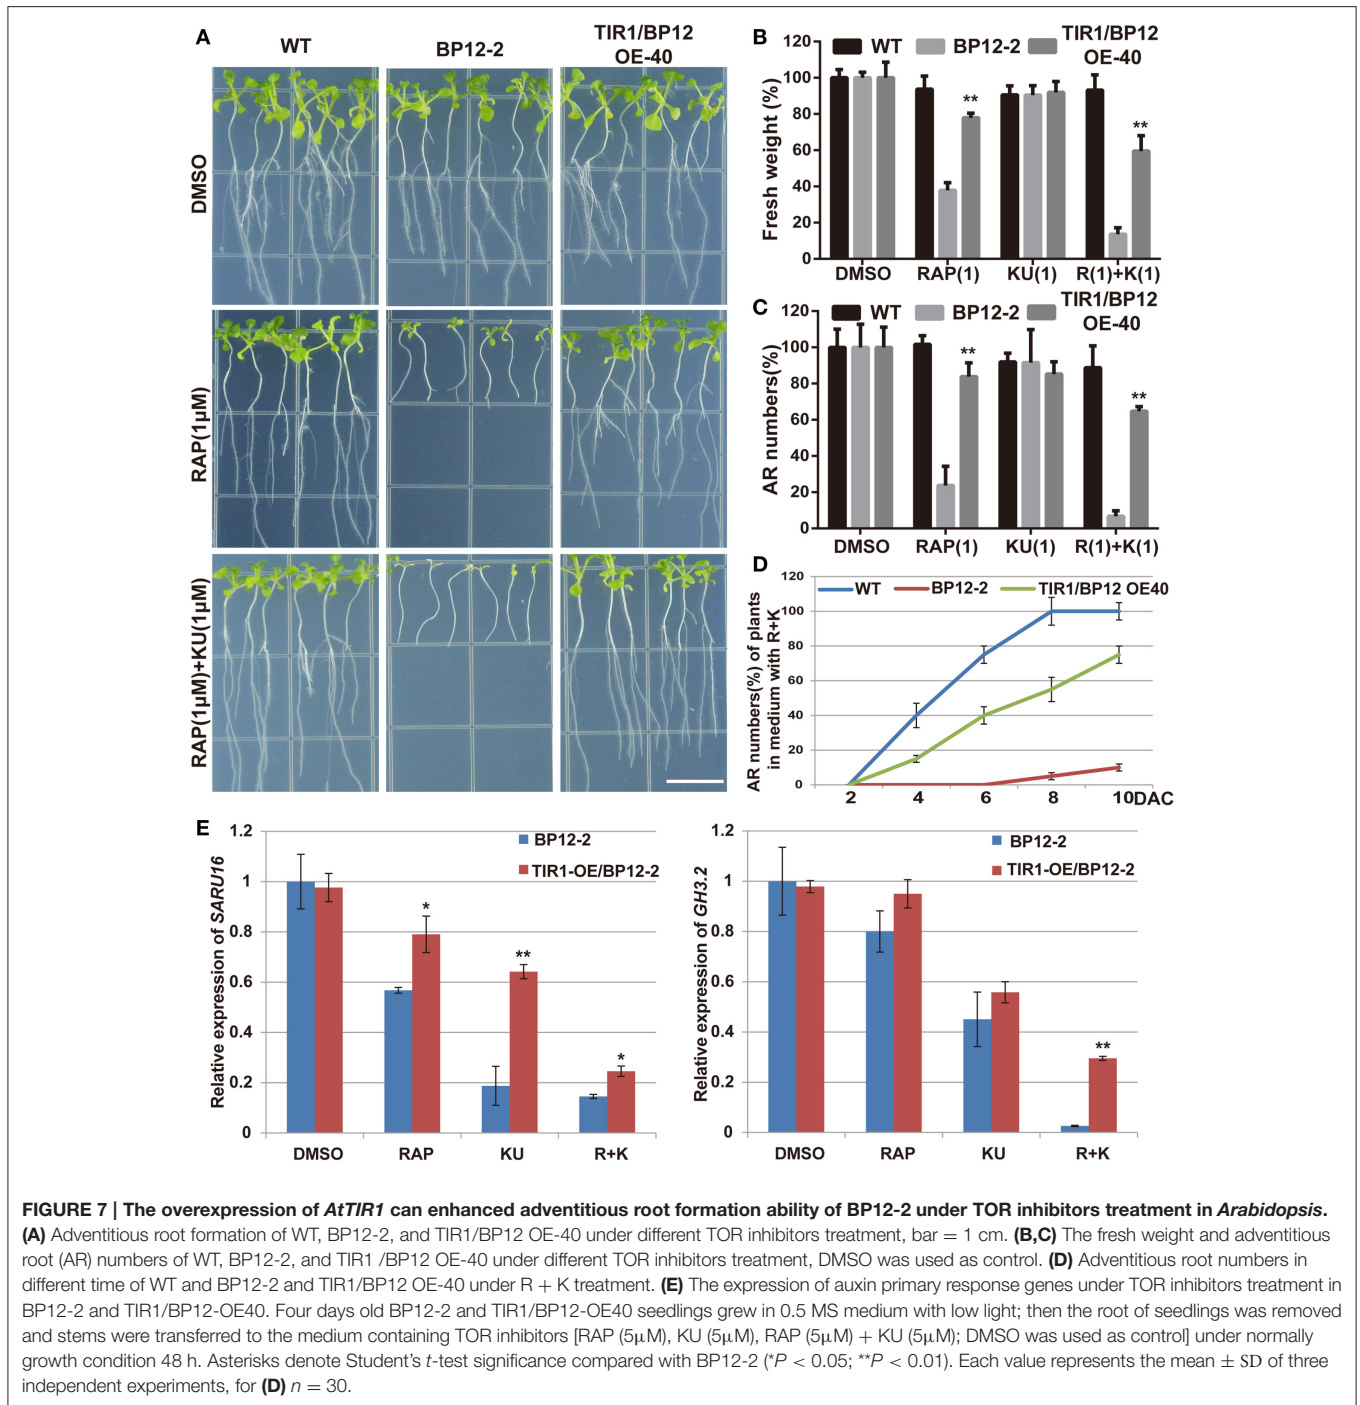 A
WT
BP12-2
TIR1/BP12
OE-40
DMSO
RAP(1µM)
RAP(1µM)+KU(1µM)
B
WT
BP12-2
TIR1/BP12
OE-40
Fresh weight (%)
120
100
80
60
40
20
0
**
**
DMSO
RAP(1)
KU(1)
R(1)+K(1)
C
WT
BP12-2
TIR1/BP12
OE-40
AR numbers(%)
120
100
80
60
40
20
0
**
**
DMSO
RAP(1)
KU(1)
R(1)+K(1)
D
WT
BP12-2
TIR1/BP12 OE40
AR numbers(%) of plants
in medium with R+K
120
100
80
60
40
20
0
2
4
6
8
10DAC
E
BP12-2
TIR1-OE/BP12-2
Relative expression of SARU16
1.2
1
0.8
0.6
0.4
0.2
0
*
**
*
DMSO
RAP
KU
R+K
BP12-2
TIR1-OE/BP12-2
Relative expression of GH3.2
1.2
1
0.8
0.6
0.4
0.2
0
**
DMSO
RAP
KU
R+K
FIGURE 7 | The overexpression of AtTIR1 can enhanced adventitious root formation ability of BP12-2 under TOR inhibitors treatment in Arabidopsis.
(A) Adventitious root formation of WT, BP12-2, and TIR1/BP12 OE-40 under different TOR inhibitors treatment, bar = 1 cm. (B,C) The fresh weight and adventitious
root (AR) numbers of WT, BP12-2, and TIR1 /BP12 OE-40 under different TOR inhibitors treatment, DMSO was used as control. (D) Adventitious root numbers in
different time of WT and BP12-2 and TIR1/BP12 OE-40 under R + K treatment. (E) The expression of auxin primary response genes under TOR inhibitors treatment in
BP12-2 and TIR1/BP12-OE40. Four days old BP12-2 and TIR1/BP12-OE40 seedlings grew in 0.5 MS medium with low light; then the root of seedlings was removed
and stems were transferred to the medium containing TOR inhibitors [RAP (5µM), KU (5µM), RAP (5µM) + KU (5µM); DMSO was used as control] under normally
growth condition 48 h. Asterisks denote Student's t-test significance compared with BP12-2 (*P < 0.05; **P < 0.01). Each value represents the mean ± SD of three
independent experiments, for (D) n = 30.